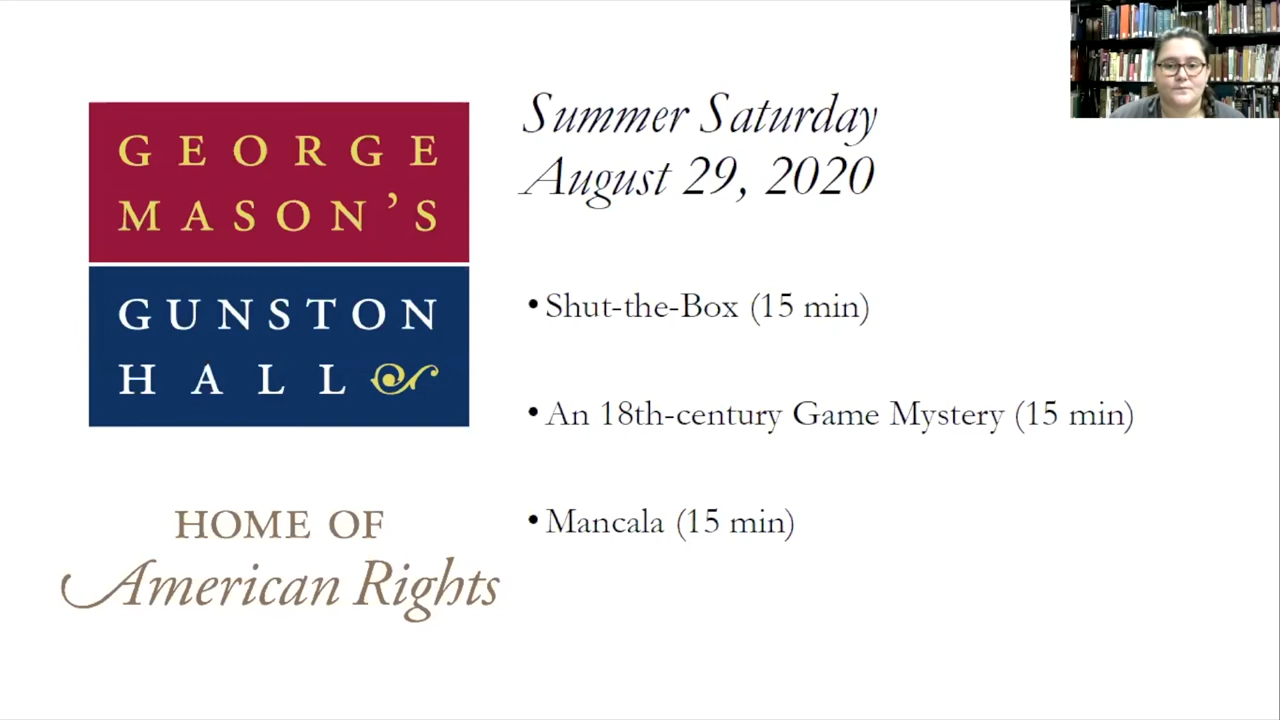 GEORGE
MASON'S
GUNSTON
HALL
HOME OF
American Rights
Summer Saturday
August 29, 2020
• Shut-the-Box (15 min)
• An 18th-century Game Mystery (15 min)
• Mancala (15 min)